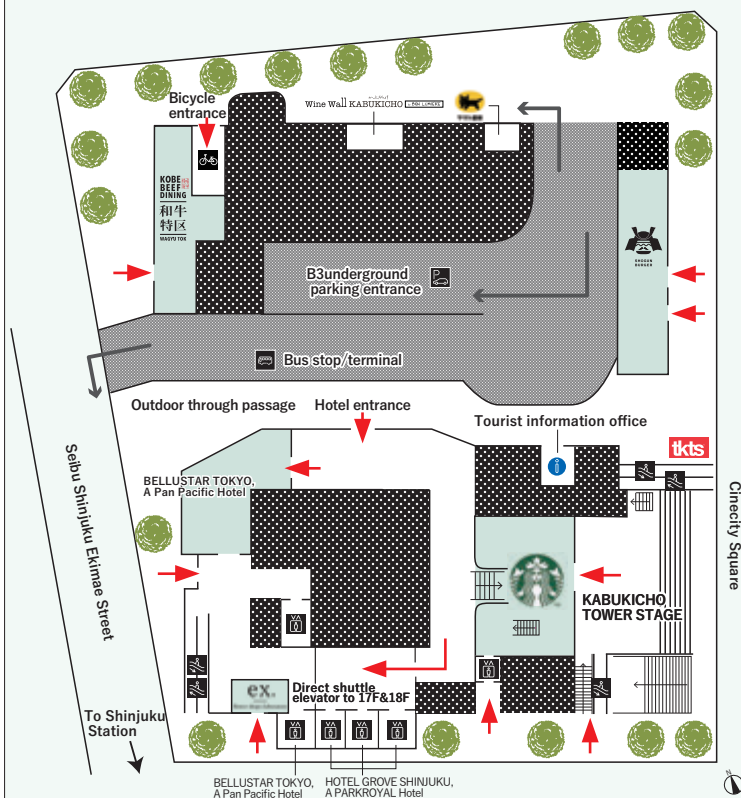 Bicycle
entrance
Wine Wall KABUKICHO
KOBE
BEEF
DINING
和牛
特区
WAGYU TOK
SHOGUN
BURGER
B3underground
parking entrance
P
Bus stop/terminal
Outdoor through passage
Hotel entrance
Tourist information office
tkts
BELLUSTAR TOKYO,
A Pan Pacific Hotel
Seibu Shinjuku Ekimae Street
Cinecity Square
KABUKICHO
TOWER STAGE
ex.
Direct shuttle
elevator to 17F&18F
To Shinjuku
Station
BELLUSTAR TOKYO,
A Pan Pacific Hotel
HOTEL GROVE SHINJUKU,
A PARKROYAL Hotel
N